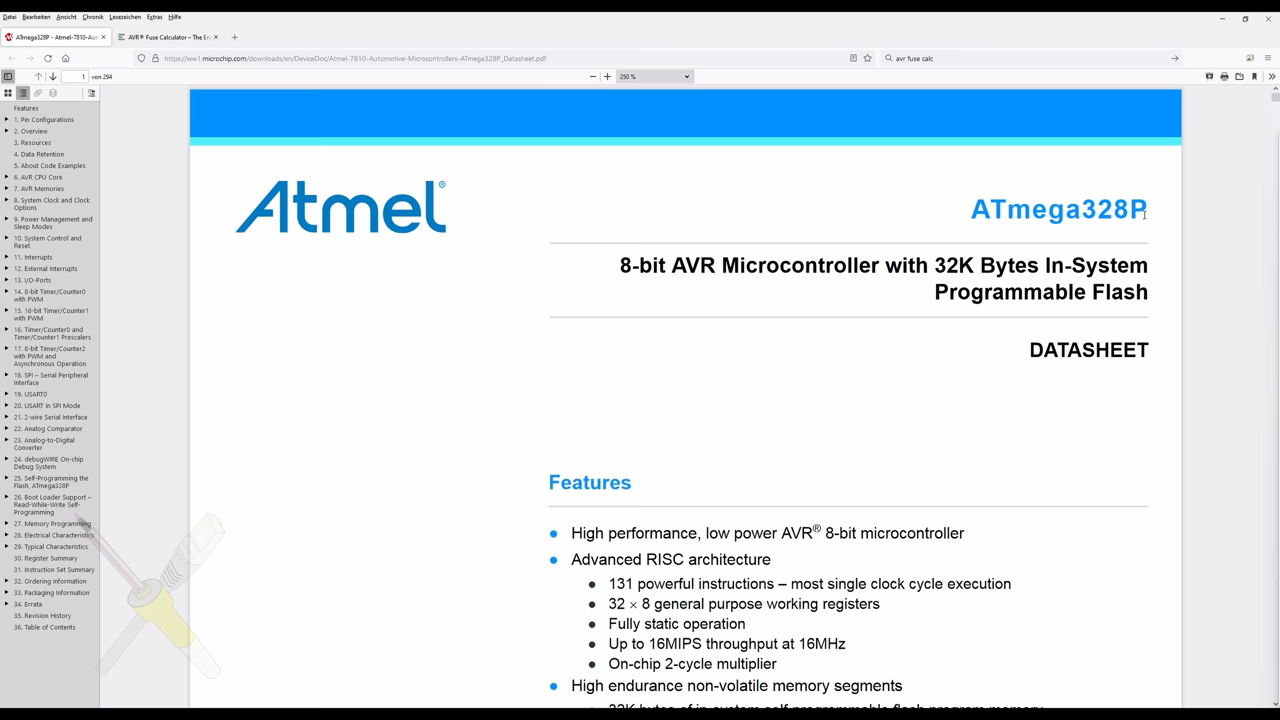 Datei Bearbeiten Ansicht Chronik Lesezeichen Extras Hilfe
ATmega328P - Atmel-7810-Aut
AVR® Fuse Calculator – The En
https://ww1.microchip.com/downloads/en/DeviceDoc/Atmel-7810-Automotive-Microcontrollers-ATmega328P_Datasheet.pdf
avr fuse calc
1 von 294
250 %
Features
1. Pin Configurations
2. Overview
3. Resources
4. Data Retention
5. About Code Examples
6. AVR CPU Core
7. AVR Memories
8. System Clock and Clock
Options
9. Power Management and
Sleep Modes
10. System Control and
Reset
11. Interrupts
12. External Interrupts
13. I/O-Ports
14. 8-bit Timer/Counter0
with PWM
15. 16-bit Timer/Counter1
with PWM
16. Timer/Counter0 and
Timer/Counter1 Prescalers
17. 8-bit Timer/Counter2
with PWM and
Asynchronous Operation
18. SPI – Serial Peripheral
Interface
19. USART0
20. USART in SPI Mode
21. 2-wire Serial Interface
22. Analog Comparator
23. Analog-to-Digital
Converter
24. debugWIRE On-chip
Debug System
25. Self-Programming the
Flash, ATmega328P
26. Boot Loader Support –
Read-While-Write Self-
Programming
27. Memory Programming
28. Electrical Characteristics
29. Typical Characteristics
30. Register Summary
31. Instruction Set Summary
32. Ordering Information
33. Packaging Information
34. Errata
35. Revision History
36. Table of Contents
Atmel®
ATmega328P
8-bit AVR Microcontroller with 32K Bytes In-System
Programmable Flash
DATASHEET
Features
● High performance, low power AVR® 8-bit microcontroller
● Advanced RISC architecture
● 131 powerful instructions – most single clock cycle execution
● 32 × 8 general purpose working registers
● Fully static operation
● Up to 16MIPS throughput at 16MHz
● On-chip 2-cycle multiplier
● High endurance non-volatile memory segments
● 32K bytes of in-system self-programmable flash program memory